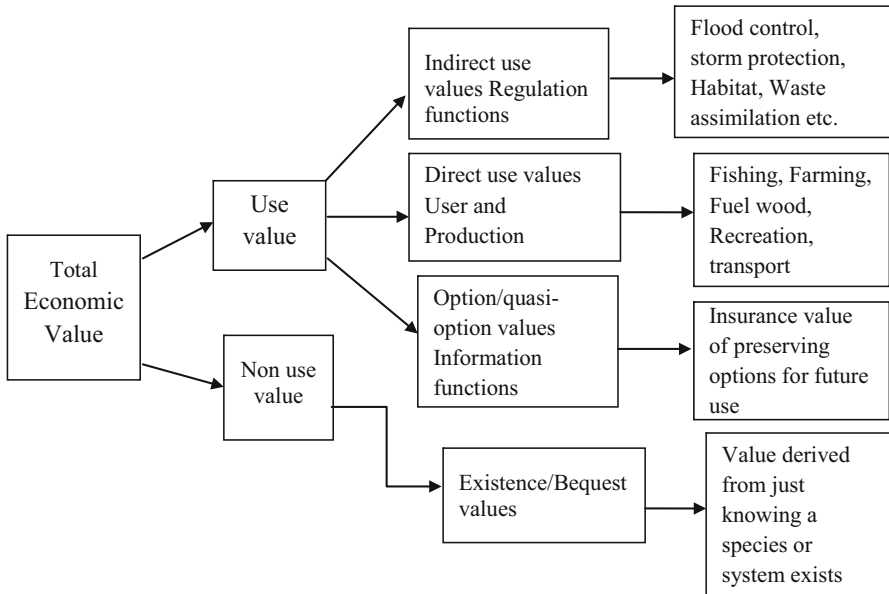 Total
Economic
Value
Use
value
Non use
value
Indirect use
values Regulation
functions
Direct use values
User and
Production
Option/quasi-
option values
Information
functions
Existence/Bequest
values
Flood control,
storm protection,
Habitat, Waste
assimilation etc.
Fishing, Farming,
Fuel wood,
Recreation,
transport
Insurance value
of preserving
options for future
use
Value derived
from just
knowing a
species or
system exists